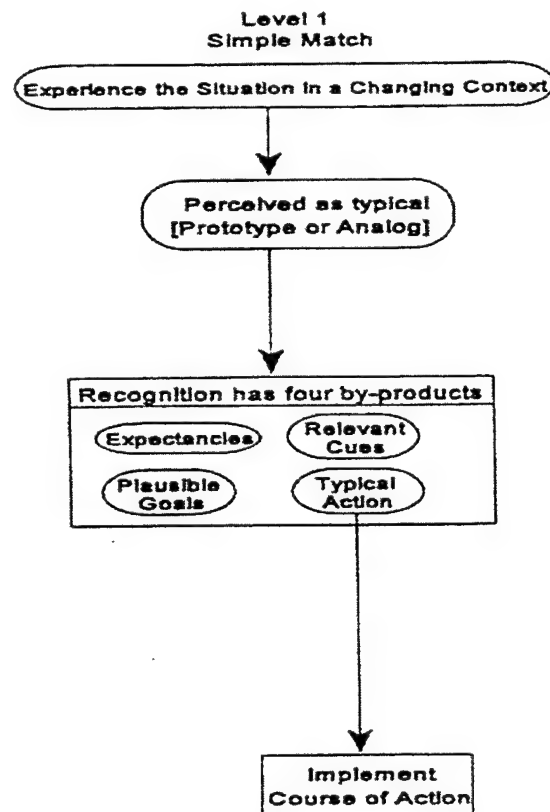 Level 1
Simple Match
Experience the Situation in a Changing Context
Perceived as typical
[Prototype or Analog]
Recognition has four by-products
Expectancies
Relevant
Cues
Plausible
Goals
Typical
Action
Implement
Course of Action